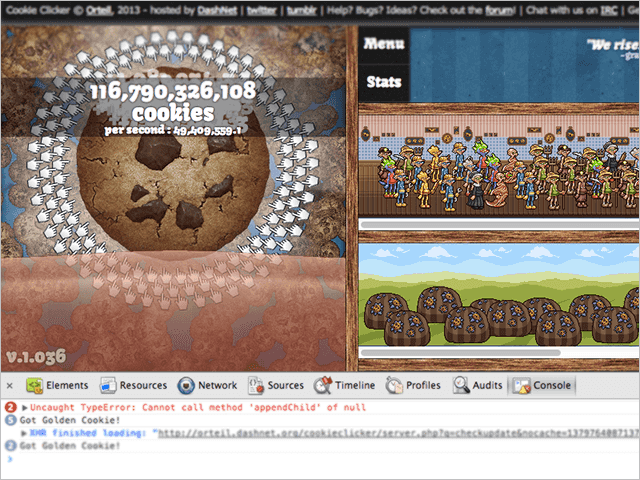 Cookie Clicker © Orteil, 2013 - hosted by DashNet | twitter | tumblr | Help? Bugs? Ideas? Check out the forum! | Chat with us on IRC |
Menu
"We rise
-gra
Stats
116,790,326,108
cookies
per second : 49,409,559.1
v.1.036
× Elements Resources Network Sources Timeline Profiles Audits Console
2 ▶Uncaught TypeError: Cannot call method 'appendChild' of null
5 Got Golden Cookie!
▶XHR finished loading: "http://orteil.dashnet.org/cookieclicker/server.php?q=checkupdate&nocache=1379764087137
2 Got Golden Cookie!
>